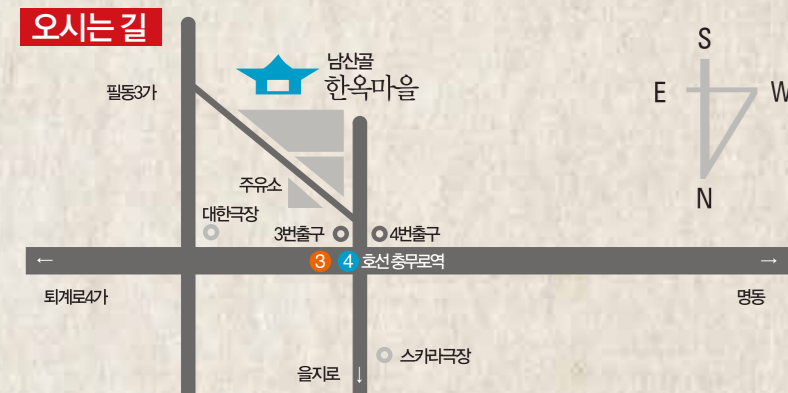 오시는 길
남산골
한옥마을
필동3가
S
E
W
N
주유소
대한극장
3번출구
4번출구
←
3 4 호선 충무로역
→
퇴계로4가
명동
스카라극장
을지로 ↓